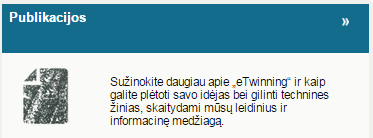 Publikacijos »
Sužinokite daugiau apie „eTwinning“ ir kaip
galite plėtoti savo idėjas bei gilinti technines
žinias, skaitydami mūsų leidinius ir
informacinę medžiagą.